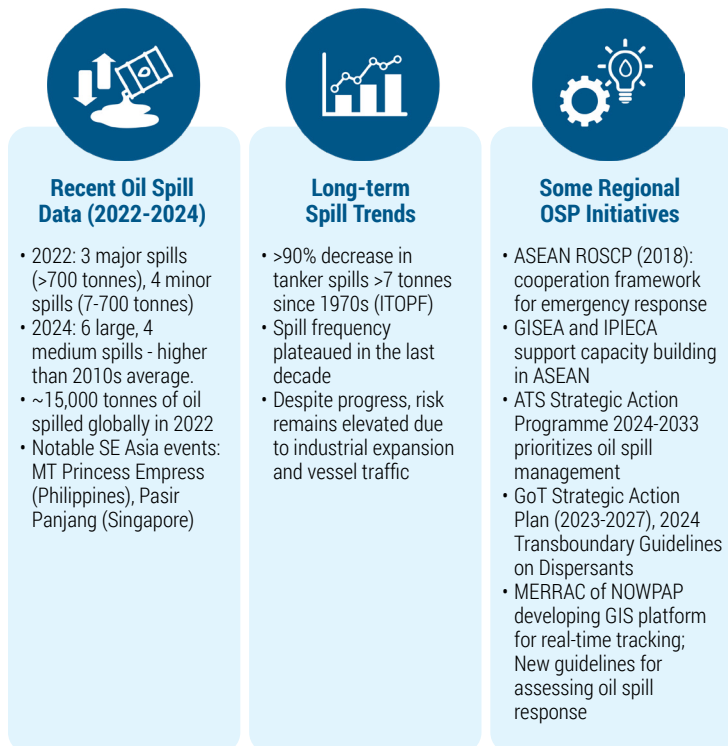 Recent Oil Spill
Data (2022-2024)
• 2022: 3 major spills
(>700 tonnes), 4 minor
spills (7-700 tonnes)
• 2024: 6 large, 4
medium spills - higher
than 2010s average.
• ~15,000 tonnes of oil
spilled globally in 2022
• Notable SE Asia events:
MT Princess Empress
(Philippines), Pasir
Panjang (Singapore)
Long-term
Spill Trends
• >90% decrease in
tanker spills >7 tonnes
since 1970s (ITOPF)
• Spill frequency
plateaued in the last
decade
• Despite progress, risk
remains elevated due
to industrial expansion
and vessel traffic
Some Regional
OSP Initiatives
• ASEAN ROSCP (2018):
cooperation framework
for emergency response
• GISEA and IPIECA
support capacity building
in ASEAN
• ATS Strategic Action
Programme 2024-2033
prioritizes oil spill
management
• GoT Strategic Action
Plan (2023-2027), 2024
Transboundary Guidelines
on Dispersants
• MERRAC of NOWPAP
developing GIS platform
for real-time tracking;
New guidelines for
assessing oil spill
response